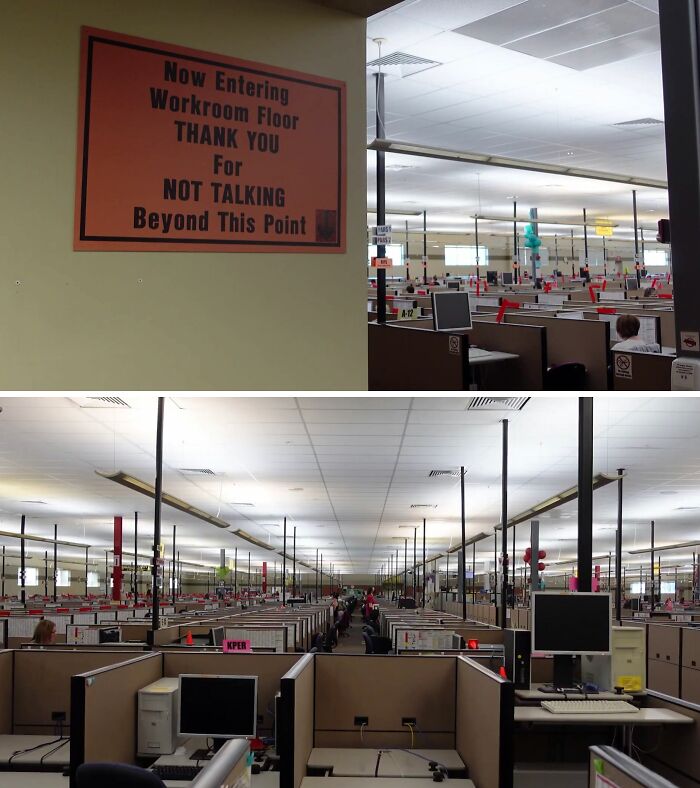 Now Entering
Workroom Floor
THANK YOU
For
NOT TALKING
Beyond This Point
A-12
KPER